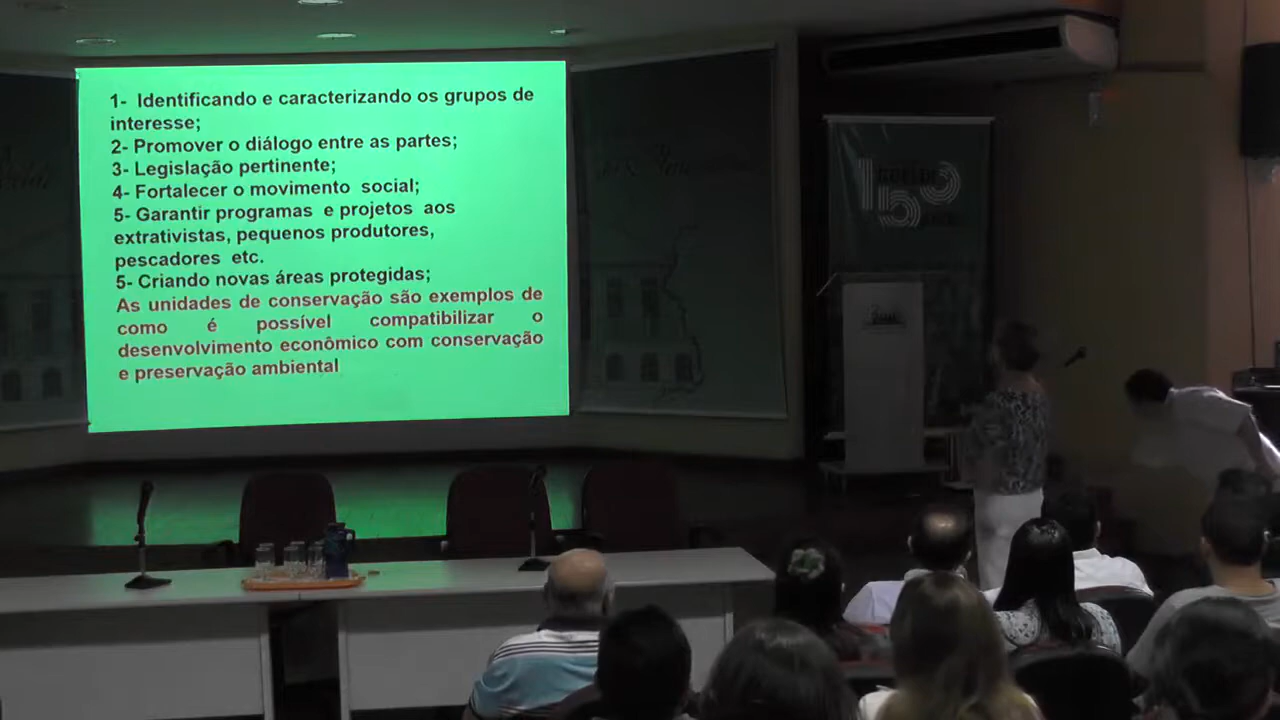 1- Identificando e caracterizando os grupos de
interesse;
2- Promover o diálogo entre as partes;
3- Legislação pertinente;
4- Fortalecer o movimento social;
5- Garantir programas e projetos aos
extrativistas, pequenos produtores,
pescadores etc.
5- Criando novas áreas protegidas;
As unidades de conservação são exemplos de
como é possível compatibilizar o
desenvolvimento econômico com conservação
e preservação ambiental
150